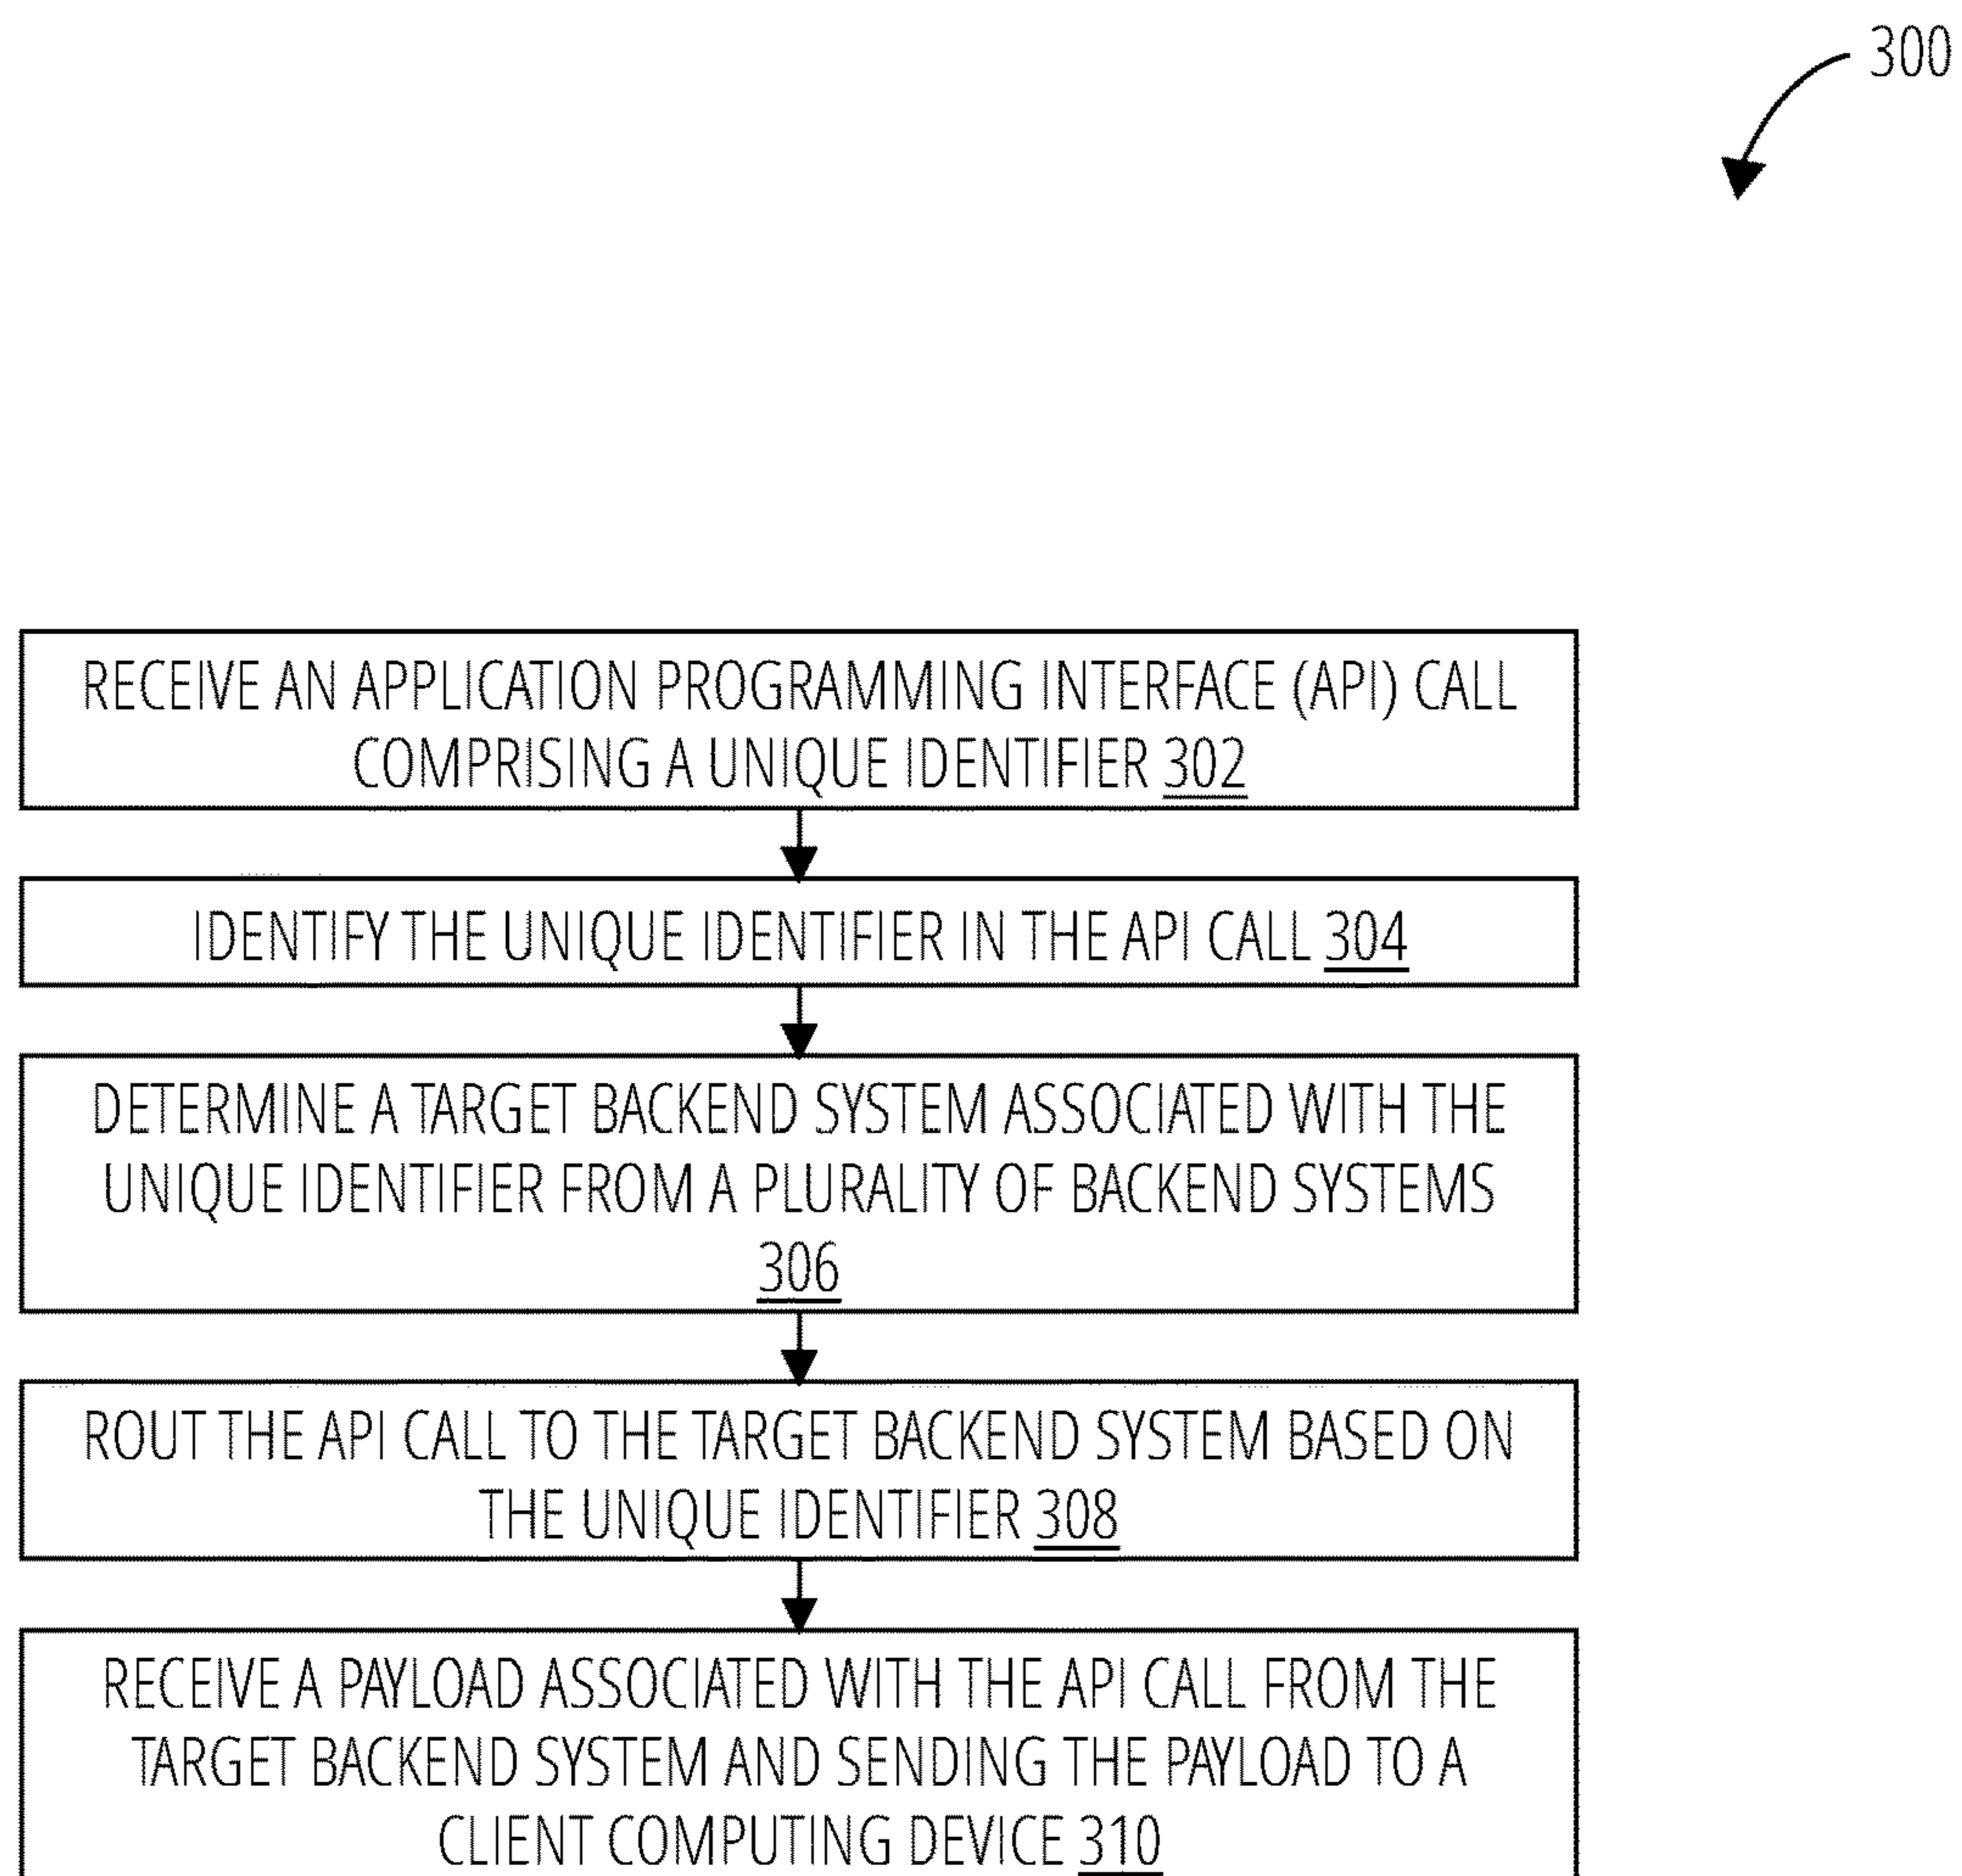 300
RECEIVE AN APPLICATION PROGRAMMING INTERFACE (API) CALL
COMPRISING A UNIQUE IDENTIFIER 302
IDENTIFY THE UNIQUE IDENTIFIER IN THE API CALL 304
DETERMINE A TARGET BACKEND SYSTEM ASSOCIATED WITH THE
UNIQUE IDENTIFIER FROM A PLURALITY OF BACKEND SYSTEMS
306
ROUT THE API CALL TO THE TARGET BACKEND SYSTEM BASED ON
THE UNIQUE IDENTIFIER 308
RECEIVE A PAYLOAD ASSOCIATED WITH THE API CALL FROM THE
TARGET BACKEND SYSTEM AND SENDING THE PAYLOAD TO A
CLIENT COMPUTING DEVICE 310